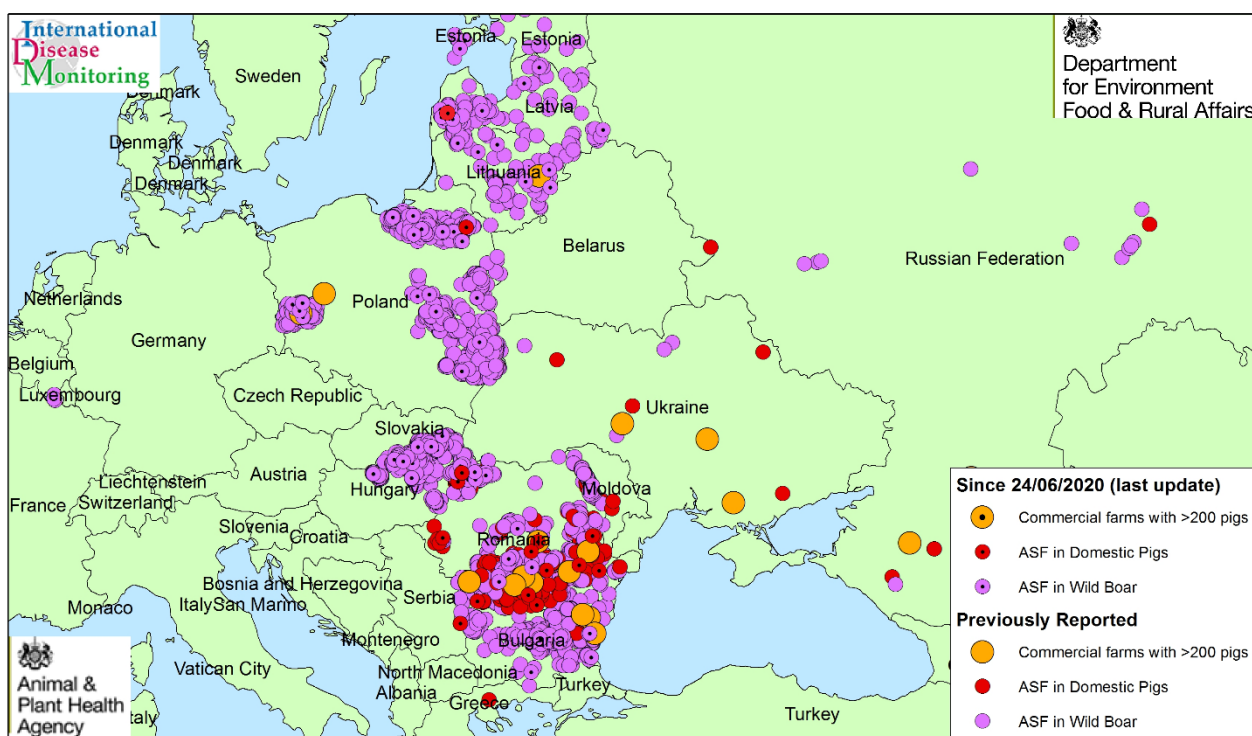 International
Disease
Monitoring
Department
for Environment
Food & Rural Affairs
Sweden
Estonia
Estonia
Denmark
Latvia
Denmark
Denmark
Denmark
Lithuania
Belarus
Russian Federation
Netherlands
Poland
Germany
Belgium
Luxembourg
Czech Republic
Ukraine
Slovakia
Austria
Liechtenstein
Hungary
Moldova
France
Switzerland
Slovenia
Croatia
Romania
Bosnia and Herzegovina
Serbia
Monaco
Italy
San Marino
Montenegro
Bulgaria
Vatican City
North Macedonia
Albania
Turkey
Greece
Turkey
Italy
Animal &
Plant Health
Agency
Since 24/06/2020 (last update)
Commercial farms with >200 pigs
ASF in Domestic Pigs
ASF in Wild Boar
Previously Reported
Commercial farms with >200 pigs
ASF in Domestic Pigs
ASF in Wild Boar